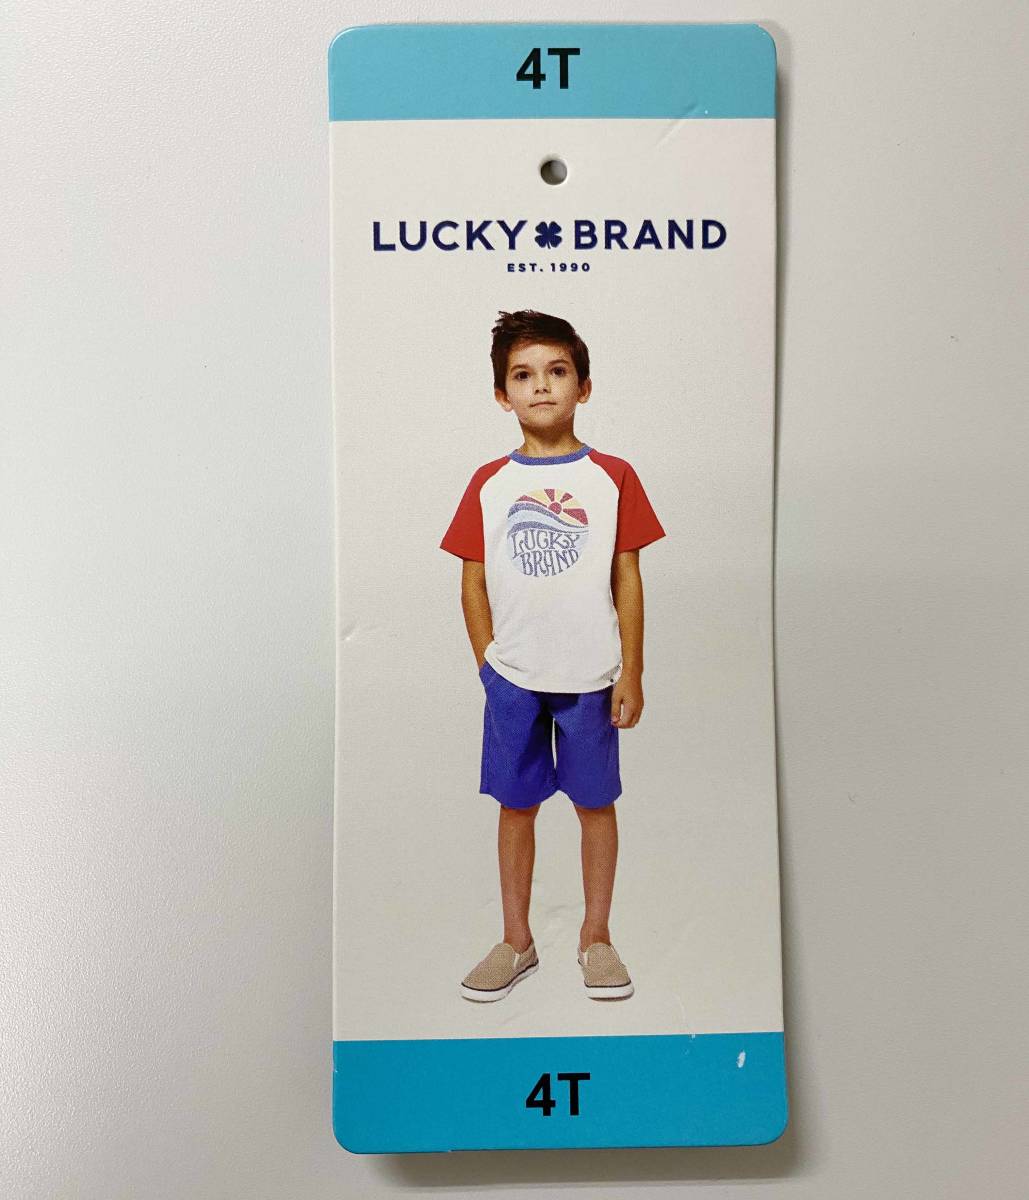 4T
LUCKY BRAND
EST. 1990
LUCKY
BRAND
4T